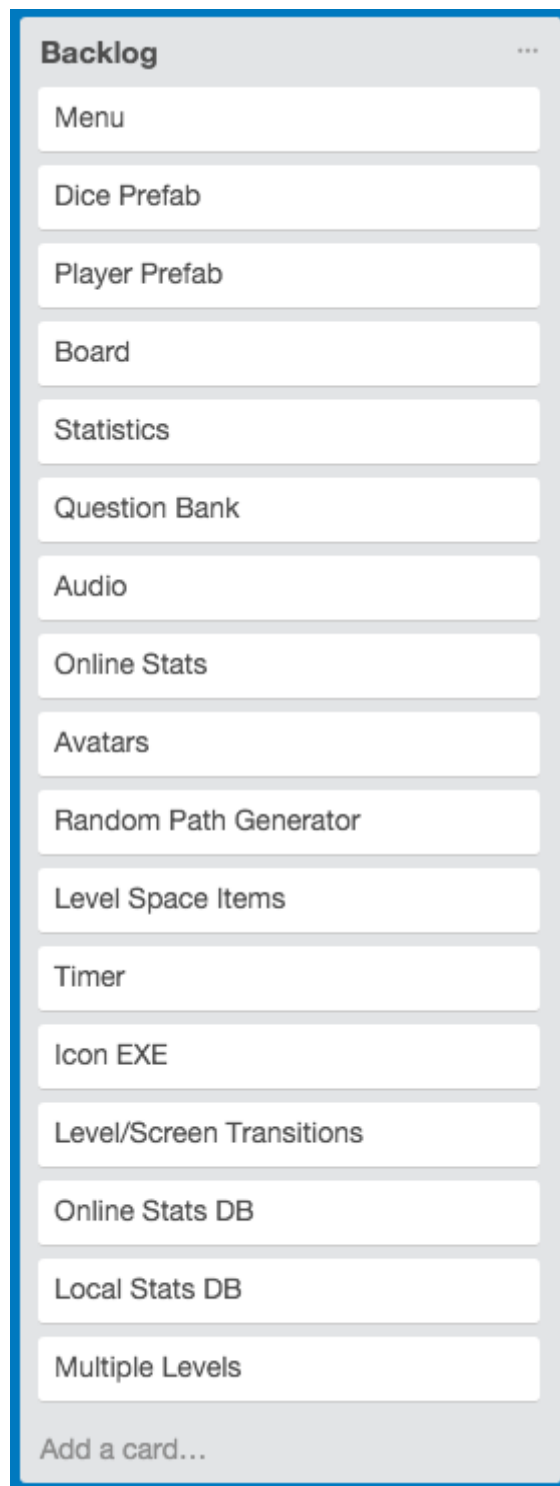 Backlog
Menu
Dice Prefab
Player Prefab
Board
Statistics
Question Bank
Audio
Online Stats
Avatars
Random Path Generator
Level Space Items
Timer
Icon EXE
Level/Screen Transitions
Online Stats DB
Local Stats DB
Multiple Levels
Add a card...